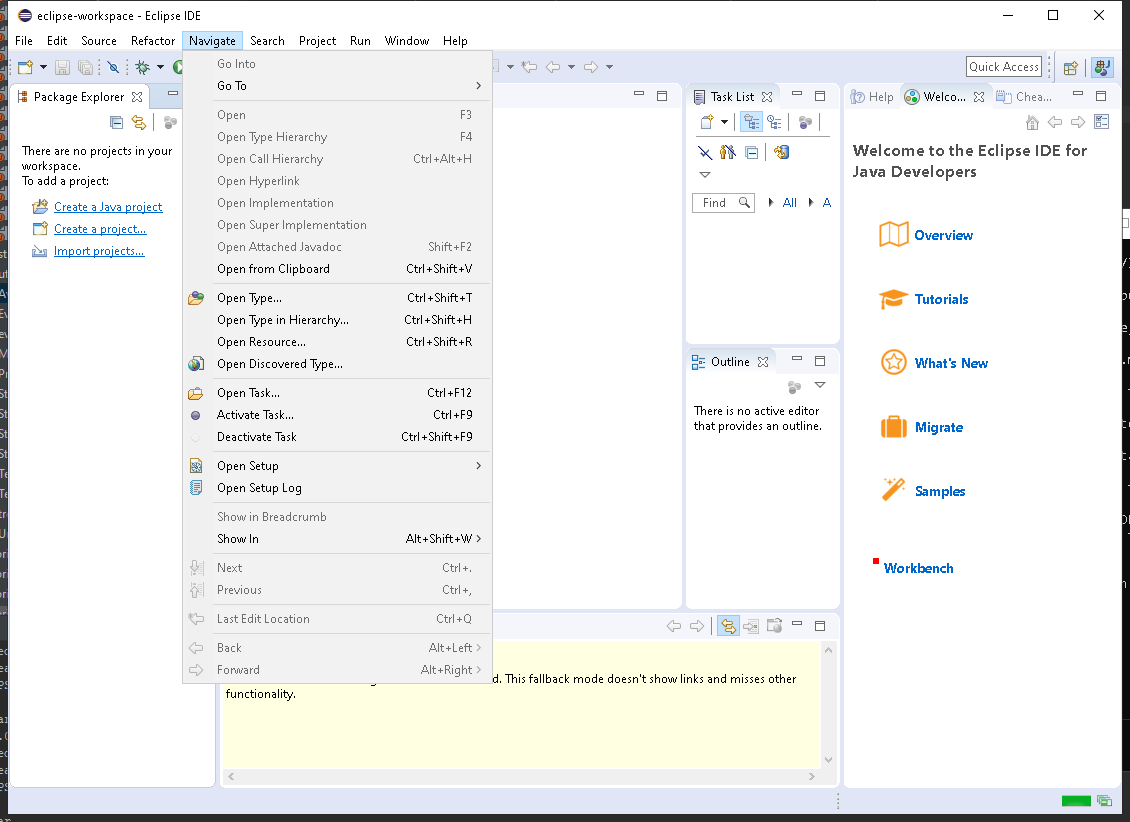 eclipse-workspace - Eclipse IDE
File Edit Source Refactor Navigate Search Project Run Window Help
Quick Access
Package Explorer
There are no projects in your
workspace.
To add a project:
Create a Java project
Create a project...
Import projects...
Go Into
Go To
Open F3
Open Type Hierarchy F4
Open Call Hierarchy Ctrl+Alt+H
Open Hyperlink
Open Implementation
Open Super Implementation
Open Attached Javadoc Shift+F2
Open from Clipboard Ctrl+Shift+V
Open Type... Ctrl+Shift+T
Open Type in Hierarchy... Ctrl+Shift+H
Open Resource... Ctrl+Shift+R
Open Discovered Type...
Open Task... Ctrl+F12
Activate Task... Ctrl+F9
Deactivate Task Ctrl+Shift+F9
Open Setup
Open Setup Log
Show in Breadcrumb
Show In Alt+Shift+W
Next Ctrl+.
Previous Ctrl+,
Last Edit Location Ctrl+Q
Back Alt+Left
Forward Alt+Right
d. This fallback mode doesn't show links and misses other
functionality.
Task List
Find All A
Outline
There is no active editor
that provides an outline.
Help Welco... Chea...
Welcome to the Eclipse IDE for
Java Developers
Overview
Tutorials
What's New
Migrate
Samples
Workbench